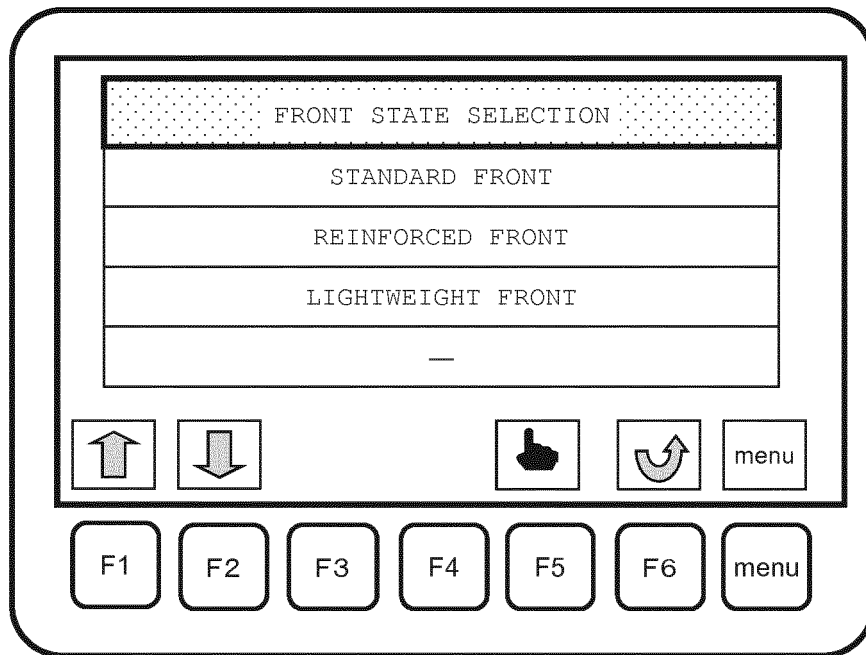 FRONT STATE SELECTION
STANDARD FRONT
REINFORCED FRONT
LIGHTWEIGHT FRONT
—
menu
F1 F2 F3 F4 F5 F6 menu